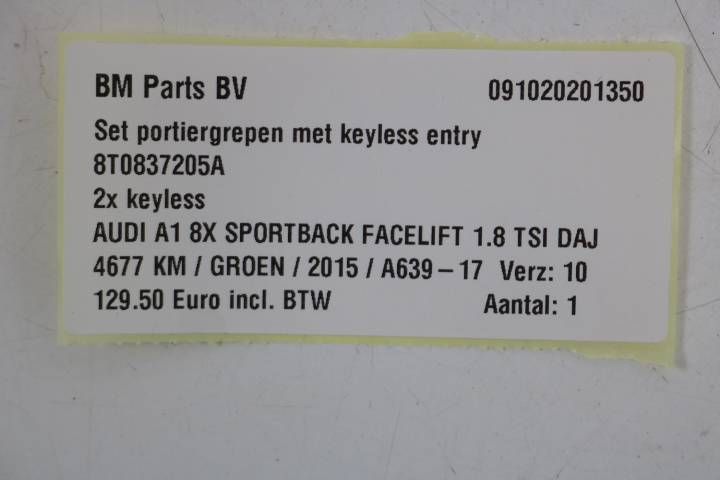 BM Parts BV 091020201350
Set portiergrepen met keyless entry
8T0837205A
2x keyless
AUDI A1 8X SPORTBACK FACELIFT 1.8 TSI DAJ
4677 KM / GROEN / 2015 / A639-17 Verz: 10
129.50 Euro incl. BTW Aantal: 1